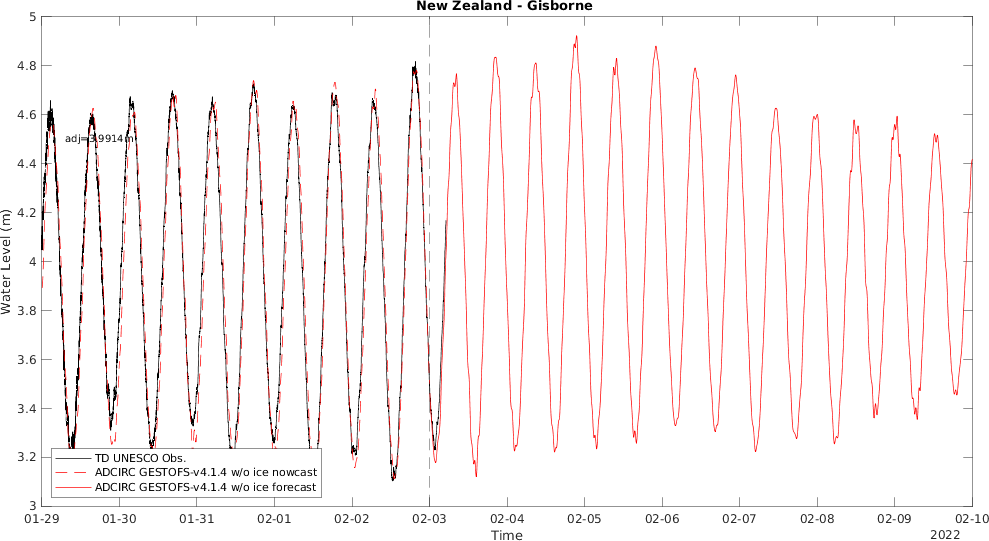 New Zealand - Gisborne
5
4.8
4.6
4.4
4.2
4
3.8
3.6
3.4
3.2
3
Water Level (m)
adj=3.9914 m
TD UNESCO Obs.
ADCIRC GESTOFS-v4.1.4 w/o ice nowcast
ADCIRC GESTOFS-v4.1.4 w/o ice forecast
01-29 01-30 01-31 02-01 02-02 02-03 02-04 02-05 02-06 02-07 02-08 02-09 02-10
Time
2022